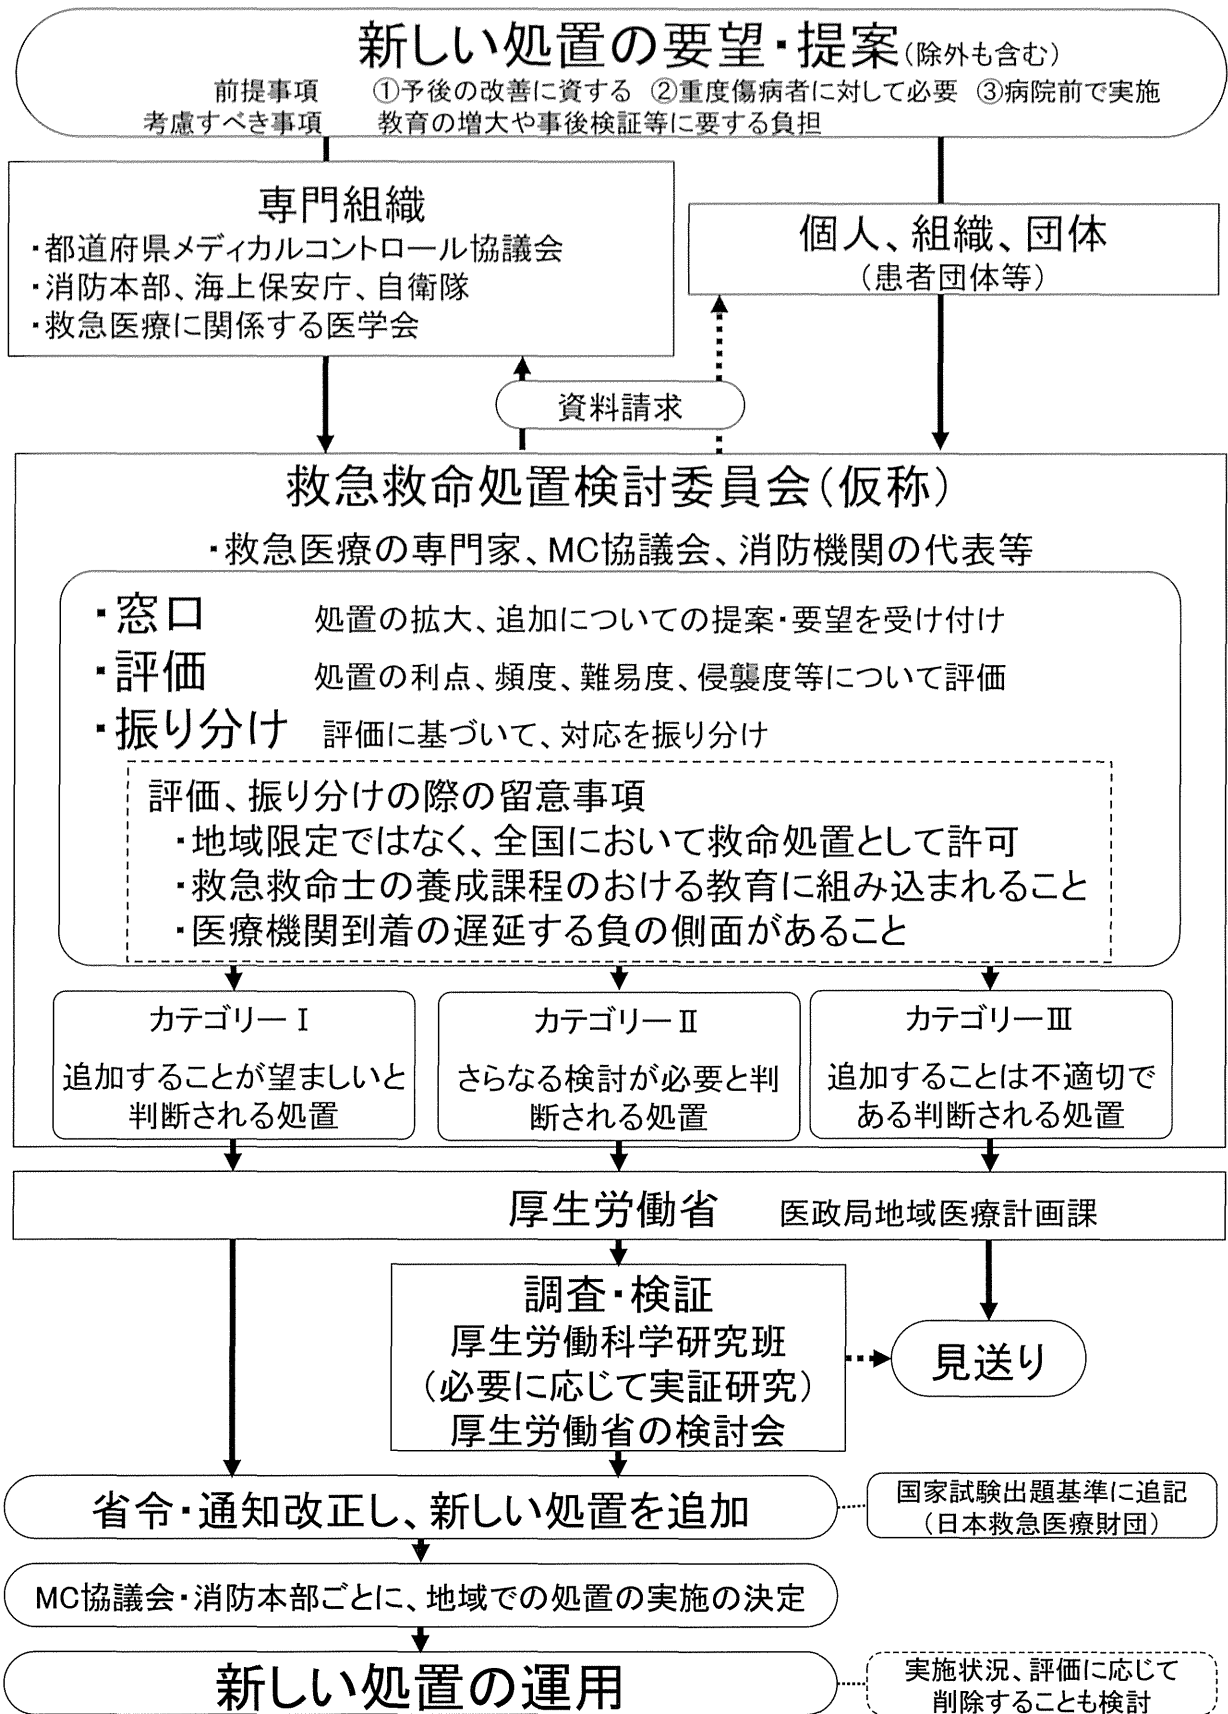 新しい処置の要望・提案(除外も含む)
前提事項 ①予後の改善に資する ②重度傷病者に対して必要 ③病院前で実施
考慮すべき事項 教育の増大や事後検証等に要する負担
専門組織
・都道府県メディカルコントロール協議会
・消防本部、海上保安庁、自衛隊
・救急医療に関係する医学会
個人、組織、団体
(患者団体等)
資料請求
救急救命処置検討委員会(仮称)
・救急医療の専門家、MC協議会、消防機関の代表等
・窓口 処置の拡大、追加についての提案・要望を受け付け
・評価 処置の利点、頻度、難易度、侵襲度等について評価
・振り分け 評価に基づいて、対応を振り分け
評価、振り分けの際の留意事項
・地域限定ではなく、全国において救命処置として許可
・救急救命士の養成課程のおける教育に組み込まれること
・医療機関到着の遅延する負の側面があること
カテゴリーⅠ
追加することが望ましいと
判断される処置
カテゴリーⅡ
さらなる検討が必要と判
断される処置
カテゴリーⅢ
追加することは不適切で
ある判断される処置
厚生労働省 医政局地域医療計画課
調査・検証
厚生労働科学研究班
(必要に応じて実証研究)
厚生労働省の検討会
見送り
省令・通知改正し、新しい処置を追加
国家試験出題基準に追記
(日本救急医療財団)
MC協議会・消防本部ごとに、地域での処置の実施の決定
新しい処置の運用
実施状況、評価に応じて
削除することも検討